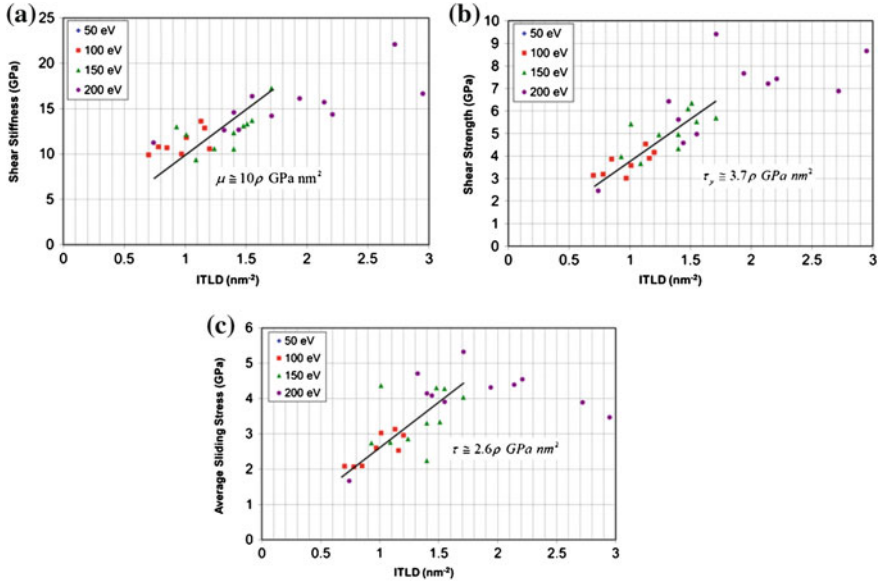 (a)
Shear Stiffness (GPa)
25
20
15
10
5
0
50 eV
100 eV
150 eV
200 eV
μ ≅ 10ρ GPa nm²
0 0.5 1 1.5 2 2.5 3
ITLD (nm⁻²)
(b)
Shear Strength (GPa)
10
9
8
7
6
5
4
3
2
1
0
50 eV
100 eV
150 eV
200 eV
τᵧ ≅ 3.7ρ GPa nm²
0 0.5 1 1.5 2 2.5 3
ITLD (nm⁻²)
(c)
Average Sliding Stress (GPa)
6
5
4
3
2
1
0
50 eV
100 eV
150 eV
200 eV
τ ≅ 2.6ρ GPa nm²
0 0.5 1 1.5 2 2.5 3
ITLD (nm⁻²)